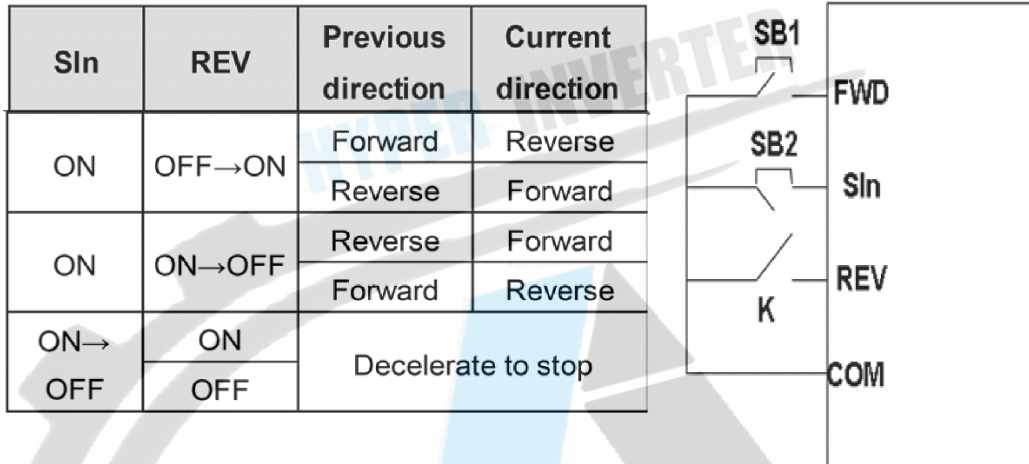 SIn REV Previous direction Current direction
ON OFF→ON Forward Reverse
Reverse Forward
ON ON→OFF Reverse Forward
Forward Reverse
ON→OFF ON Decelerate to stop
OFF
HYPER INVERTER
SB1
FWD
SB2
SIn
REV
K
COM